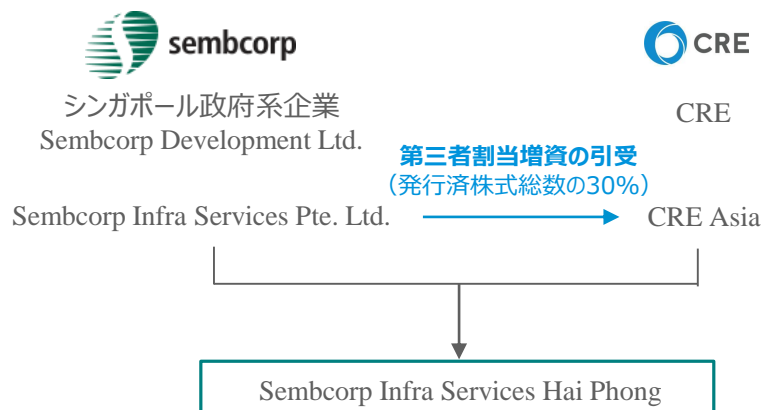 sembcorp
CRE
シンガポール政府系企業
Sembcorp Development Ltd.
CRE
第三者割当増資の引受
（発行済株式総数の30%）
Sembcorp Infra Services Pte. Ltd.
CRE Asia
Sembcorp Infra Services Hai Phong